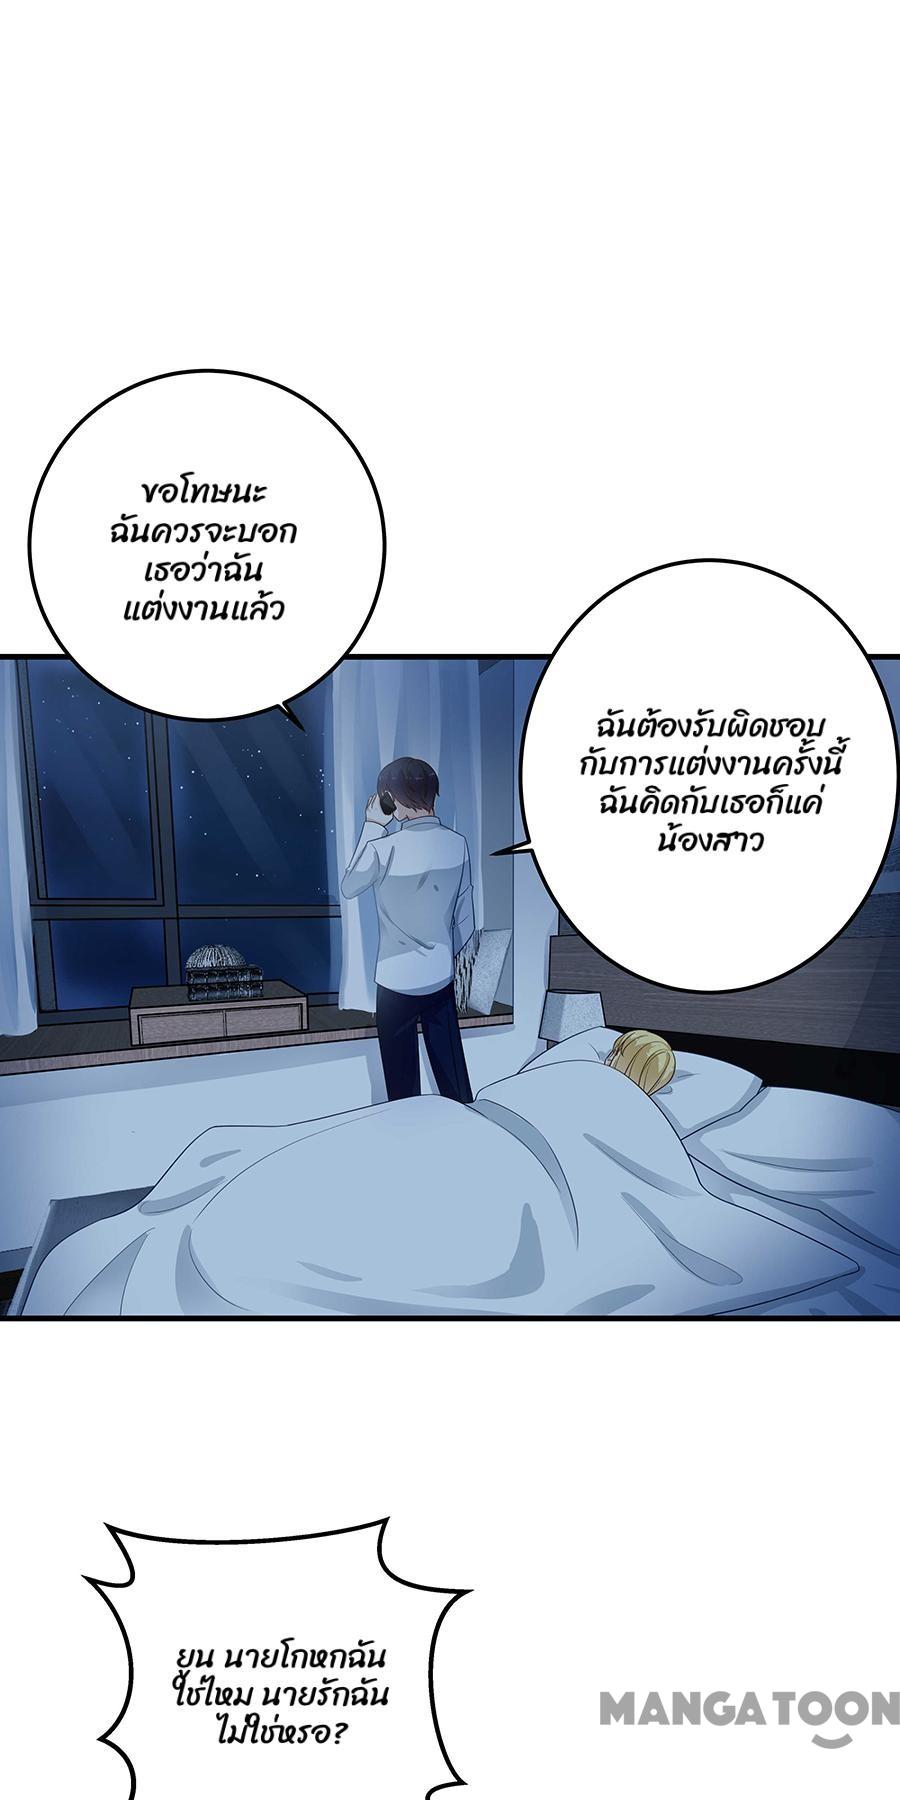 ขอโทษนะ
ฉันควรจะบอก
เธอว่าฉัน
แต่งงานแล้ว
ฉันต้องรับผิดชอบ
กับการแต่งงานครั้งนี้
ฉันคิดกับเธอก็แค่
น้องสาว
ยูน นายโกหกฉัน
ใช่ไหม นายรักฉัน
ไม่ใช่หรอ?
MANGATOON